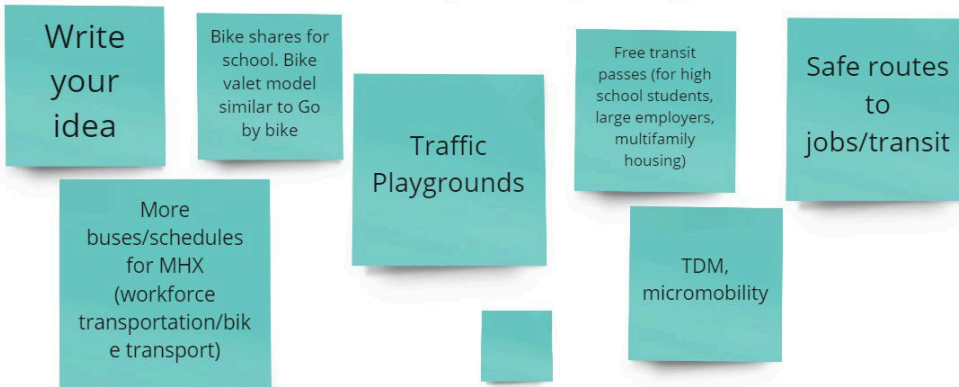 Write
your
idea
Bike shares for
school. Bike
valet model
similar to Go
by bike
Traffic
Playgrounds
Free transit
passes (for high
school students,
large employers,
multifamily
housing)
Safe routes
to
jobs/transit
More
buses/schedules
for MHX
(workforce
transportation/bik
e transport)
TDM,
micromobility